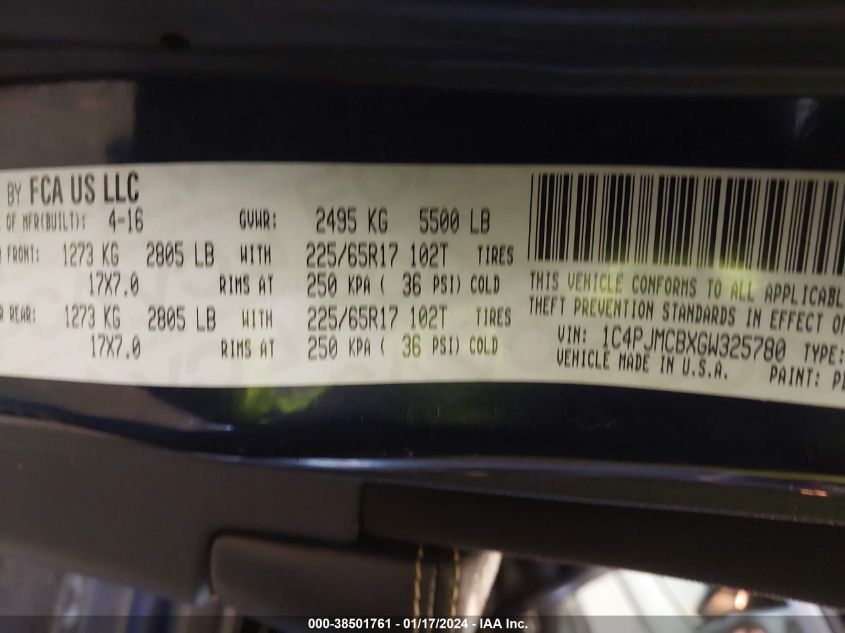 BY FCA US LLC
OF MFR(BUILT): 4-16 GVWR: 2495 KG 5500 LB
FRONT: 1273 KG 2805 LB WITH 225/65R17 102T TIRES
17X7.0 RIMS AT 250 KPA ( 36 PSI) COLD
REAR: 1273 KG 2805 LB WITH 225/65R17 102T TIRES
17X7.0 RIMS AT 250 KPA ( 36 PSI) COLD
THIS VEHICLE CONFORMS TO ALL APPLICABL
THEFT PREVENTION STANDARDS IN EFFECT
VIN: 1C4PJMCBXGW325780 TYPE:
VEHICLE MADE IN U.S.A. PAINT:
000-38501761 | 01/17/2024 | IAA Inc.